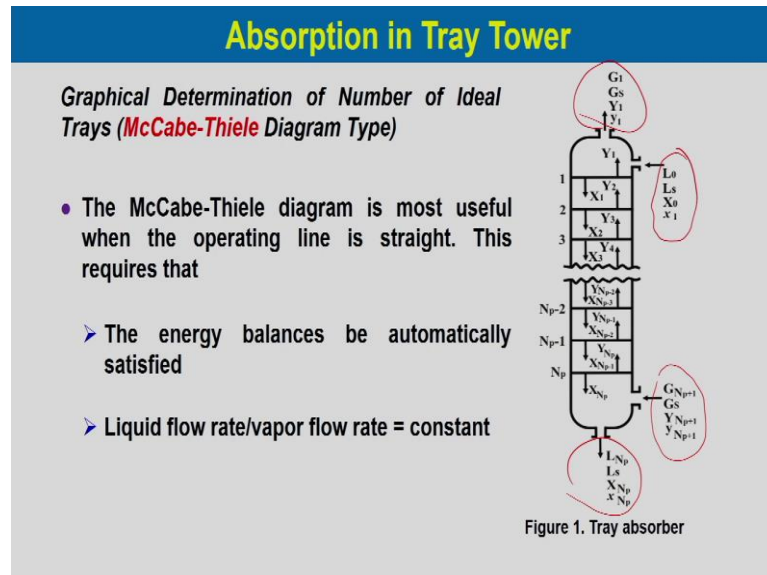 Absorption in Tray Tower
Graphical Determination of Number of Ideal
Trays (McCabe-Thiele Diagram Type)
• The McCabe-Thiele diagram is most useful
when the operating line is straight. This
requires that
➢ The energy balances be automatically
satisfied
➢ Liquid flow rate/vapor flow rate = constant
G1
GS
Y1
y1
Y1
L0
LS
X0
x1
1
X1
Y2
2
X2
Y3
3
X3
Y4
YNP-2
XNP-3
NP-2
YNP-1
XNP-2
NP-1
YNP
XNP-1
NP
XNP
GNP+1
GS
YNP+1
yNP+1
LNP
LS
XNP
xNP
Figure 1. Tray absorber